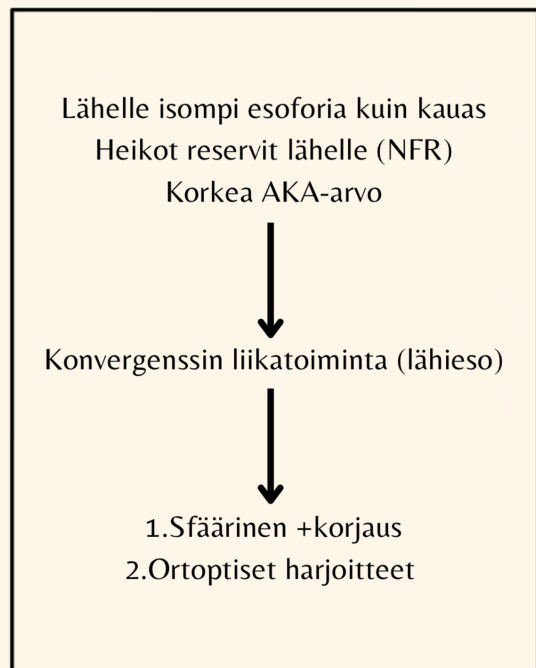 Lähelle isompi esoforia kuin kauas
Heikot reservit lähelle (NFR)
Korkea AKA-arvo
Konvergenssin liikatoiminta (lähieso)
1.Sfäärinen +korjaus
2.Ortoptiset harjoitteet